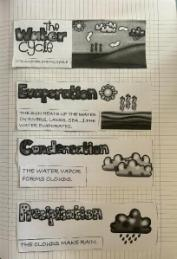 The
Water
Cycle
Evaporation
THE SUN HEATS UP THE WATER
IN RIVERS, LAKES, SEA...& THE
WATER EVAPORATES.
Condensation
THE WATER VAPOR
FORMS CLOUDS.
Precipitation
THE CLOUDS MAKE RAIN.